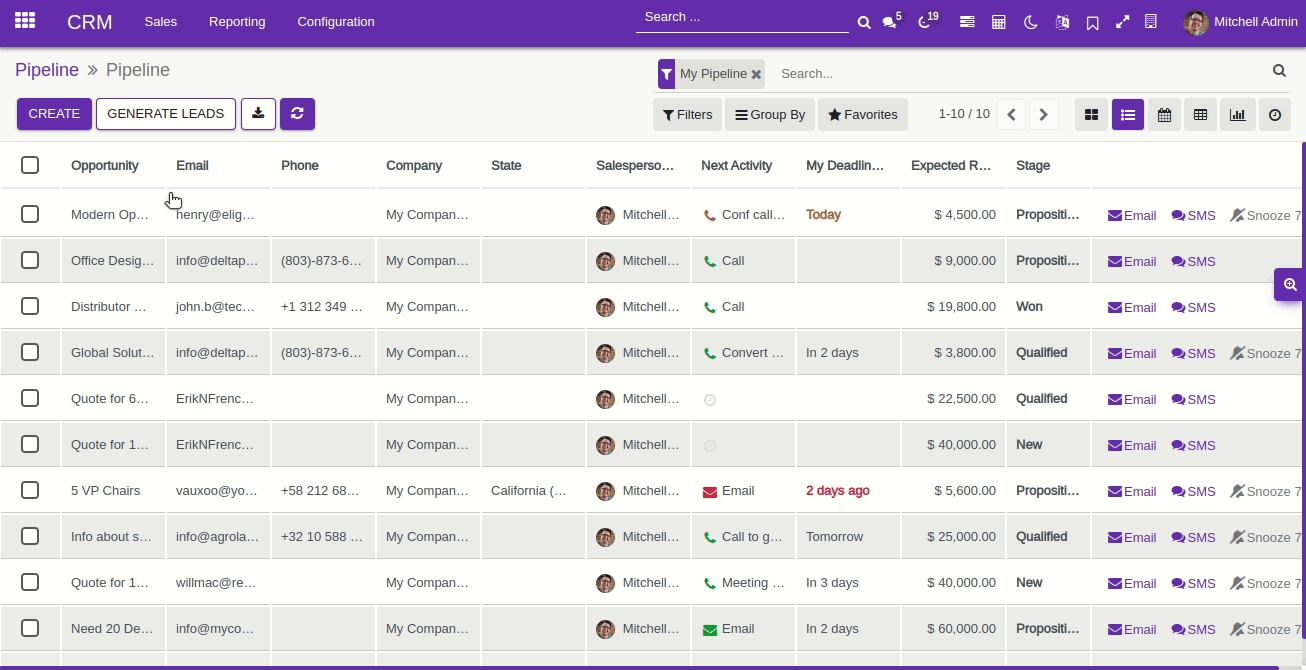 CRM Sales Reporting Configuration Search ... 5 19 Mitchell Admin
Pipeline » Pipeline My Pipeline Search...
CREATE GENERATE LEADS Filters Group By Favorites 1-10 / 10
Opportunity Email Phone Company State Salesperso... Next Activity My Deadlin... Expected R... Stage
Modern Op... henry@elig... My Compan... Mitchell... Conf call... Today $ 4,500.00 Propositi... Email SMS Snooze 7
Office Desig... info@deltap... (803)-873-6... My Compan... Mitchell... Call $ 9,000.00 Propositi... Email SMS
Distributor ... john.b@tec... +1 312 349 ... My Compan... Mitchell... Call $ 19,800.00 Won Email SMS
Global Solut... info@deltap... (803)-873-6... My Compan... Mitchell... Convert ... In 2 days $ 3,800.00 Qualified Email SMS Snooze 7
Quote for 6... ErikNFrenc... My Compan... Mitchell... $ 22,500.00 Qualified Email SMS
Quote for 1... ErikNFrenc... My Compan... Mitchell... $ 40,000.00 New Email SMS
5 VP Chairs vauxoo@yo... +58 212 68... My Compan... California (... Mitchell... Email 2 days ago $ 5,600.00 Propositi... Email SMS Snooze 7
Info about s... info@agrola... +32 10 588 ... My Compan... Mitchell... Call to g... Tomorrow $ 25,000.00 Qualified Email SMS Snooze 7
Quote for 1... willmac@re... My Compan... Mitchell... Meeting ... In 3 days $ 40,000.00 New Email SMS Snooze 7
Need 20 De... info@myco... My Compan... Mitchell... Email In 2 days $ 60,000.00 Propositi... Email SMS Snooze 7